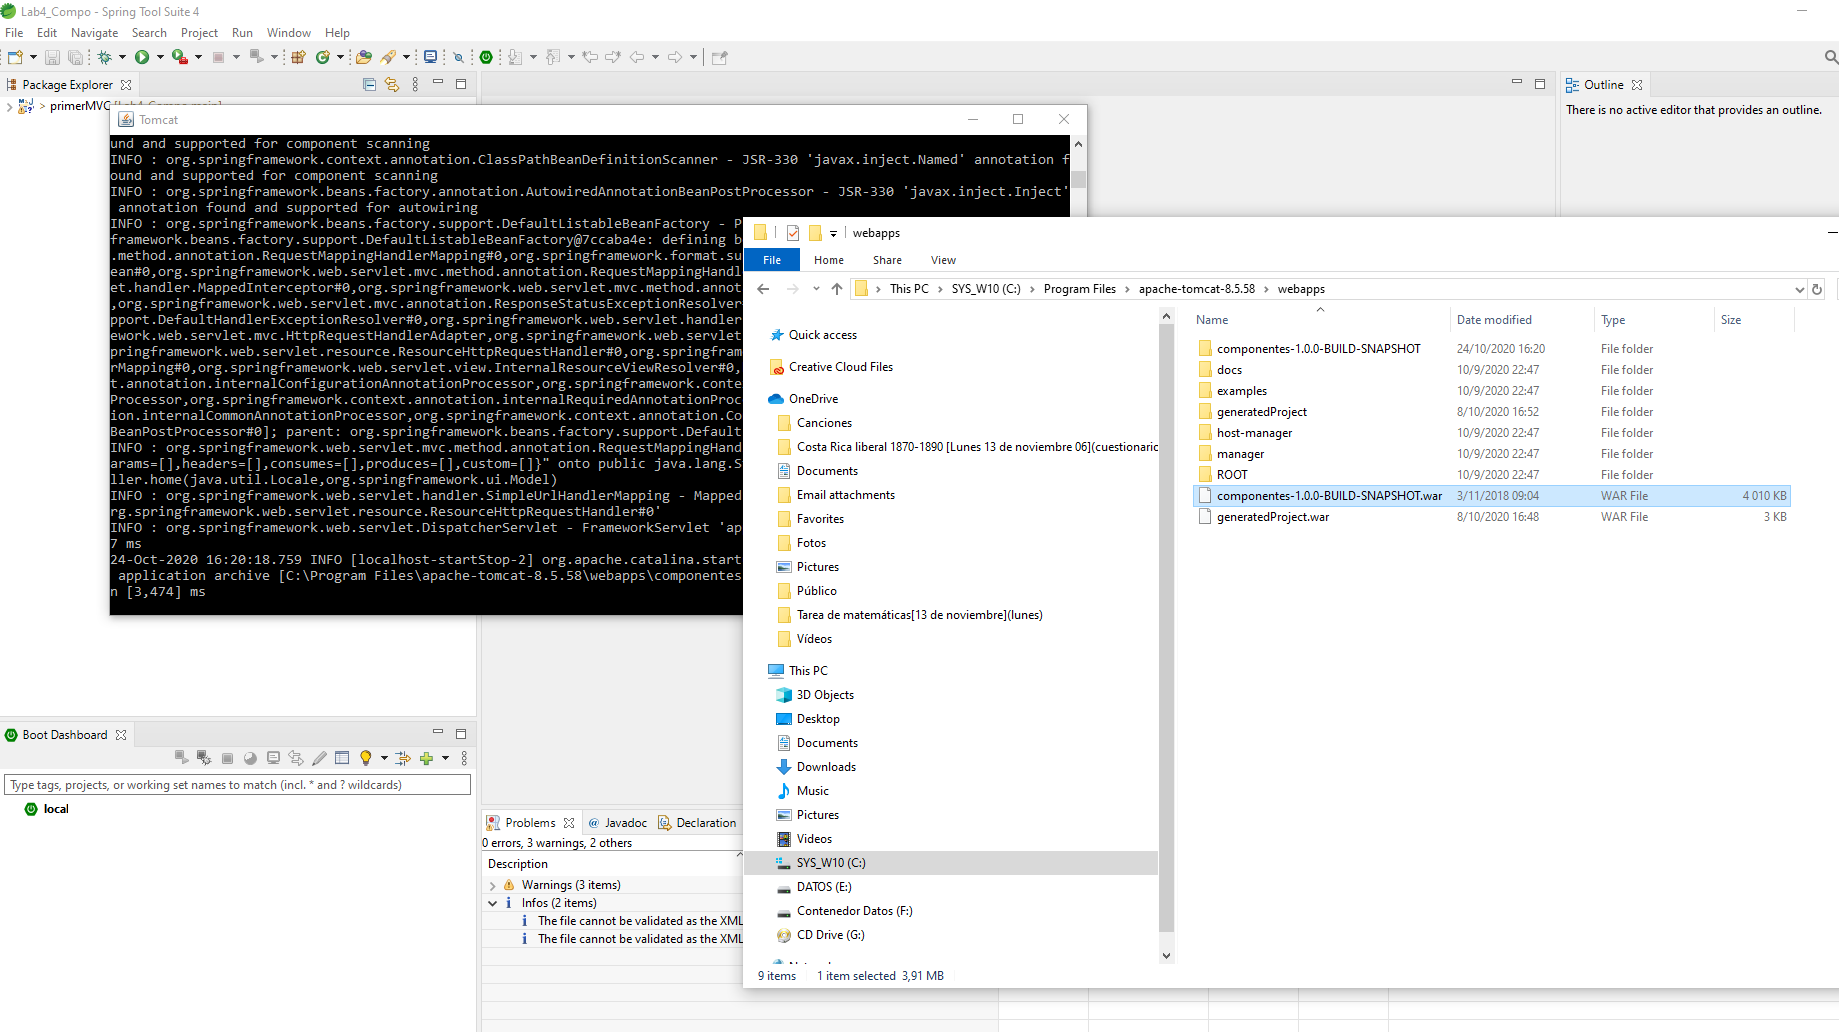 Lab4_Compo - Spring Tool Suite 4
File Edit Navigate Search Project Run Window Help
Package Explorer
primerMVC [Lab4_Compo main]
Outline
There is no active editor that provides an outline.
Tomcat
und and supported for component scanning
INFO : org.springframework.context.annotation.ClassPathBeanDefinitionScanner - JSR-330 'javax.inject.Named' annotation f
ound and supported for component scanning
INFO : org.springframework.beans.factory.annotation.AutowiredAnnotationBeanPostProcessor - JSR-330 'javax.inject.Inject'
annotation found and supported for autowiring
INFO : org.springframework.beans.factory.support.DefaultListableBeanFactory - P
framework.beans.factory.support.DefaultListableBeanFactory@7ccaba4e: defining b
.method.annotation.RequestMappingHandlerMapping#0,org.springframework.format.su
ean#0,org.springframework.web.servlet.mvc.method.annotation.RequestMappingHandl
et.handler.MappedInterceptor#0,org.springframework.web.servlet.mvc.method.annot
,org.springframework.web.servlet.mvc.annotation.ResponseStatusExceptionResolver
pport.DefaultHandlerExceptionResolver#0,org.springframework.web.servlet.handler
ework.web.servlet.mvc.HttpRequestHandlerAdapter,org.springframework.web.servlet
pringframework.web.servlet.resource.ResourceHttpRequestHandler#0,org.springfram
rMapping#0,org.springframework.web.servlet.view.InternalResourceViewResolver#0,
t.annotation.internalConfigurationAnnotationProcessor,org.springframework.conte
Processor,org.springframework.context.annotation.internalRequiredAnnotationProc
ion.internalCommonAnnotationProcessor,org.springframework.context.annotation.Co
BeanPostProcessor#0]; parent: org.springframework.beans.factory.support.Default
INFO : org.springframework.web.servlet.mvc.method.annotation.RequestMappingHand
arams=[],headers=[],consumes=[],produces=[],custom=[]}" onto public java.lang.S
ller.home(java.util.Locale,org.springframework.ui.Model)
INFO : org.springframework.web.servlet.handler.SimpleUrlHandlerMapping - Mapped
rg.springframework.web.servlet.resource.ResourceHttpRequestHandler#0'
INFO : org.springframework.web.servlet.DispatcherServlet - FrameworkServlet 'ap
7 ms
24-Oct-2020 16:20:18.759 INFO [localhost-startStop-2] org.apache.catalina.start
application archive [C:\Program Files\apache-tomcat-8.5.58\webapps\componentes
n [3,474] ms
webapps
File Home Share View
This PC > SYS_W10 (C:) > Program Files > apache-tomcat-8.5.58 > webapps
Name Date modified Type Size
componentes-1.0.0-BUILD-SNAPSHOT 24/10/2020 16:20 File folder
docs 10/9/2020 22:47 File folder
examples 10/9/2020 22:47 File folder
generatedProject 8/10/2020 16:52 File folder
host-manager 10/9/2020 22:47 File folder
manager 10/9/2020 22:47 File folder
ROOT 10/9/2020 22:47 File folder
componentes-1.0.0-BUILD-SNAPSHOT.war 3/11/2018 09:04 WAR File 4 010 KB
generatedProject.war 8/10/2020 16:48 WAR File 3 KB
Quick access
Creative Cloud Files
OneDrive
Canciones
Costa Rica liberal 1870-1890 [Lunes 13 de noviembre 06](cuestionaric
Documents
Email attachments
Favorites
Fotos
Pictures
Público
Tarea de matemáticas[13 de noviembre](lunes)
Vídeos
This PC
3D Objects
Desktop
Documents
Downloads
Music
Pictures
Videos
SYS_W10 (C:)
DATOS (E:)
Contenedor Datos (F:)
CD Drive (G:)
9 items 1 item selected 3,91 MB
Boot Dashboard
Type tags, projects, or working set names to match (incl. * and ? wildcards)
local
Problems @ Javadoc Declaration
0 errors, 3 warnings, 2 others
Description
Warnings (3 items)
Infos (2 items)
The file cannot be validated as the XML
The file cannot be validated as the XML